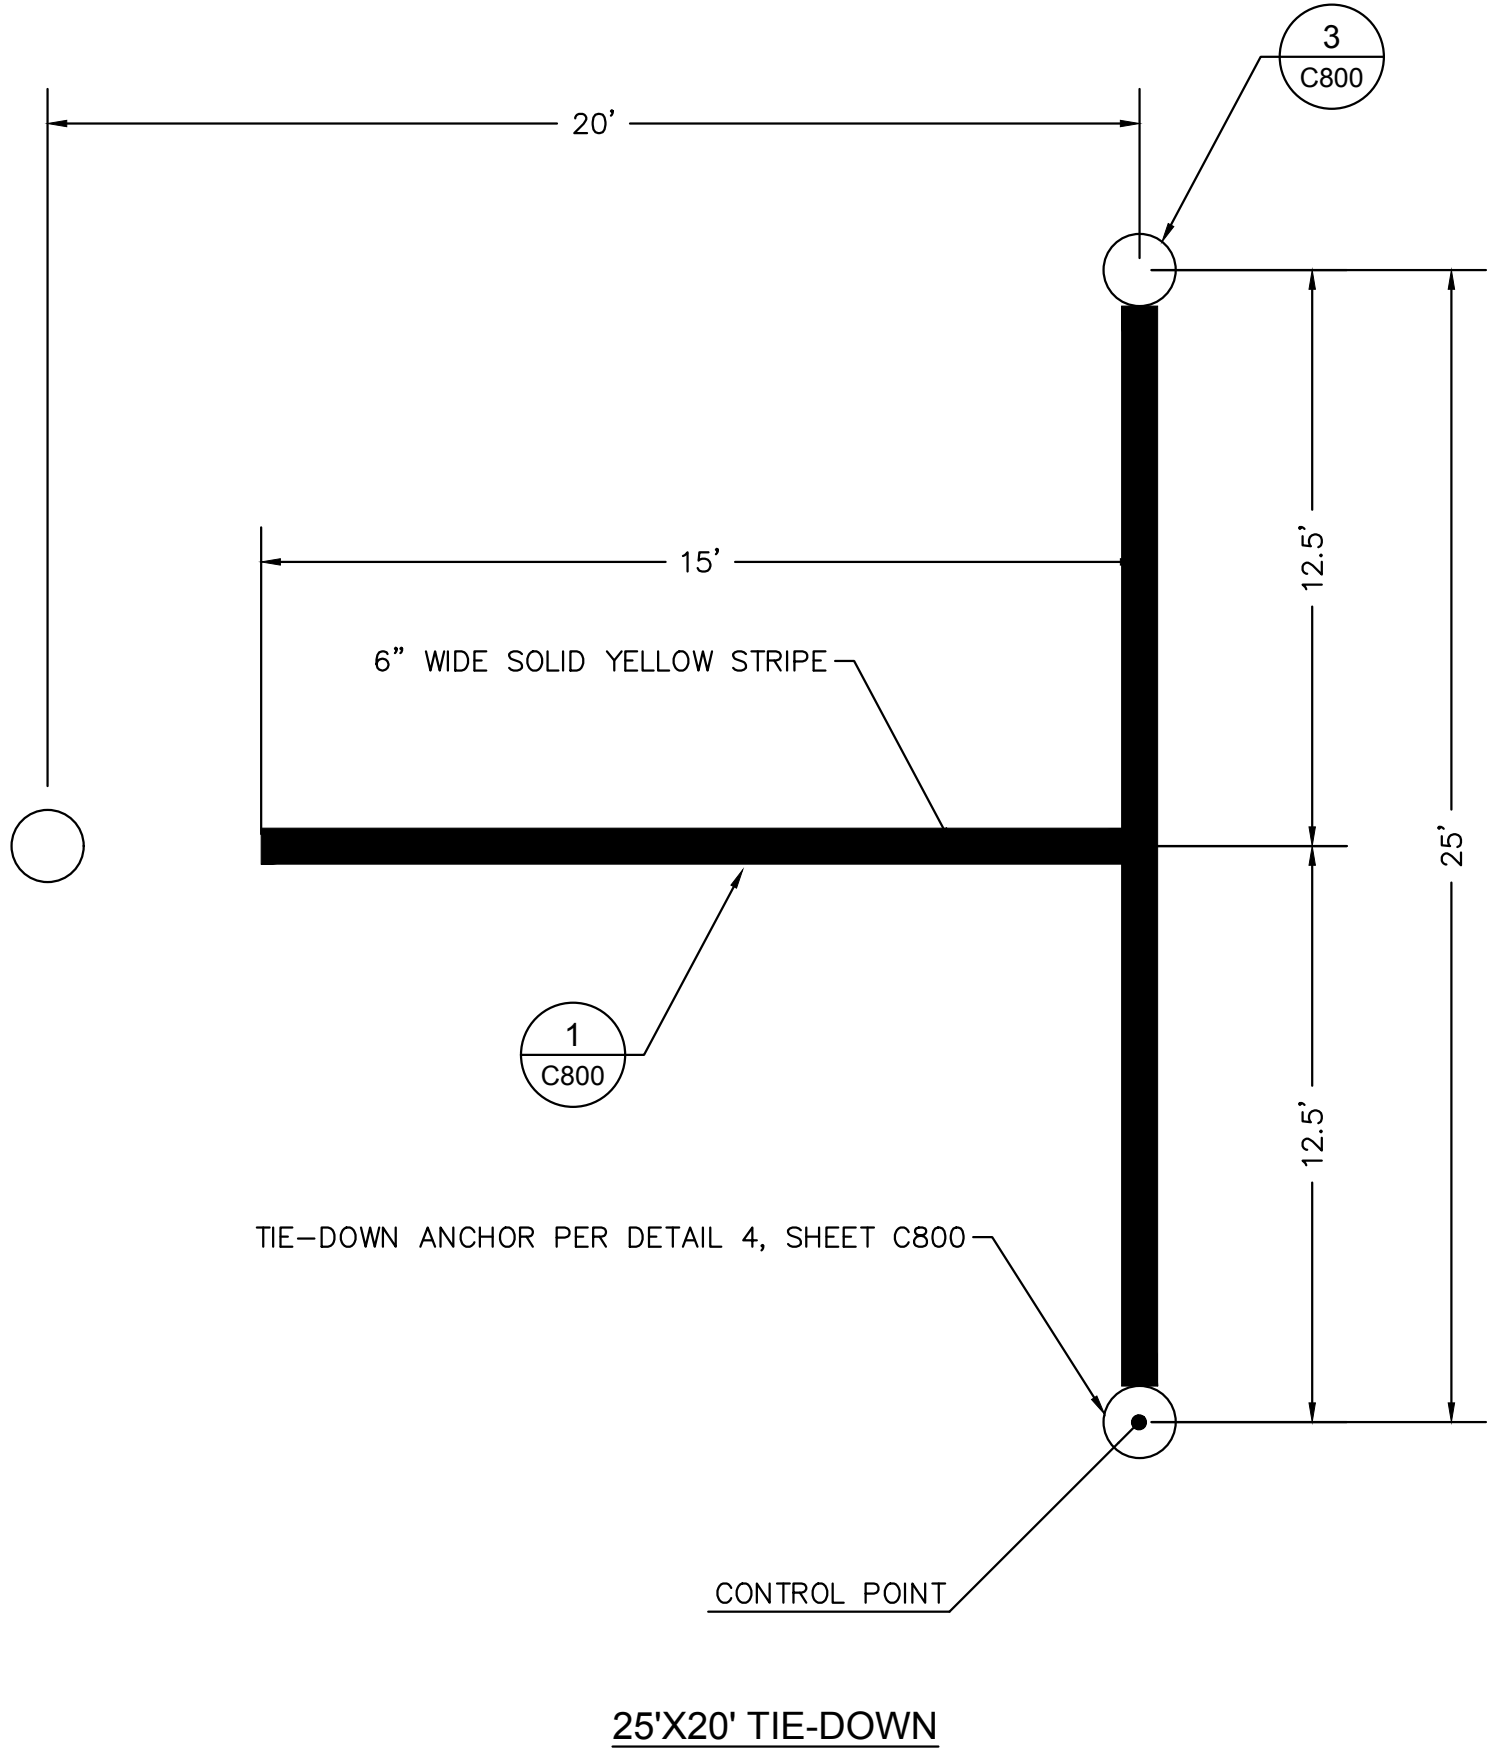 3
C800
20'
15'
12.5'
6" WIDE SOLID YELLOW STRIPE
25'
1
C800
12.5'
TIE-DOWN ANCHOR PER DETAIL 4, SHEET C800
CONTROL POINT
25'X20' TIE-DOWN